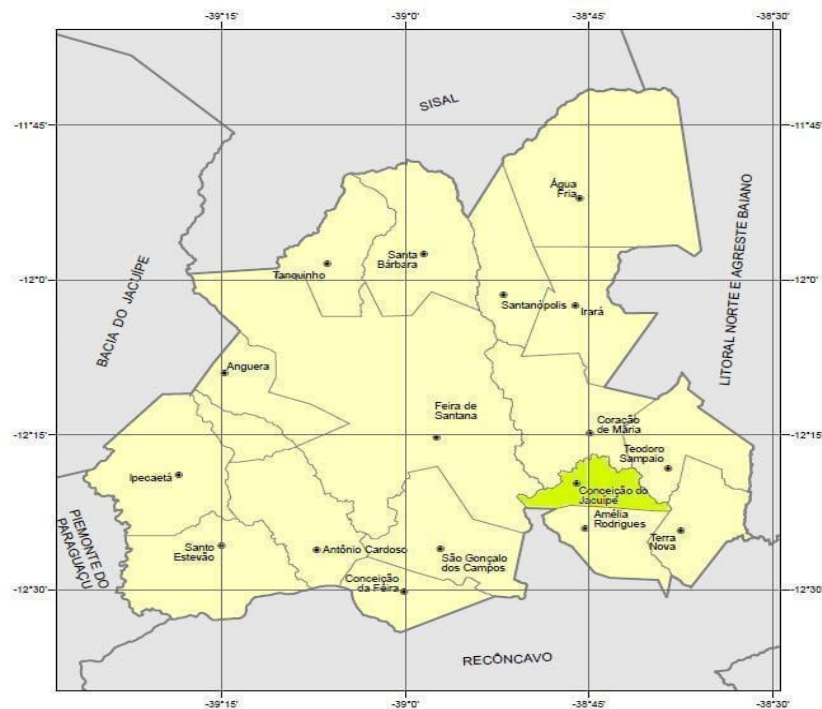 -39°15'
-39°0'
-38°45'
-38°30'
SISAL
-11°45'
-11°45'
Água
Fria
LITORAL NORTE E AGRESTE BAIANO
BACIA DO JACUÍPE
Santa
Bárbara
Tanquinho
-12°0'
-12°0'
Santanópolis
Irará
Anguera
Feira de
Santana
Coração
de Maria
-12°15'
-12°15'
Teodoro
Sampaio
Ipecaetá
Conceição do
Jacuípe
PIEMONTE DO
PARAGUAÇU
Amélia
Rodrigues
Terra
Nova
Santo
Estevão
Antônio Cardoso
São Gonçalo
dos Campos
Conceição
da Feira
-12°30'
-12°30'
RECÔNCAVO
-39°15'
-39°0'
-38°45'
-38°30'